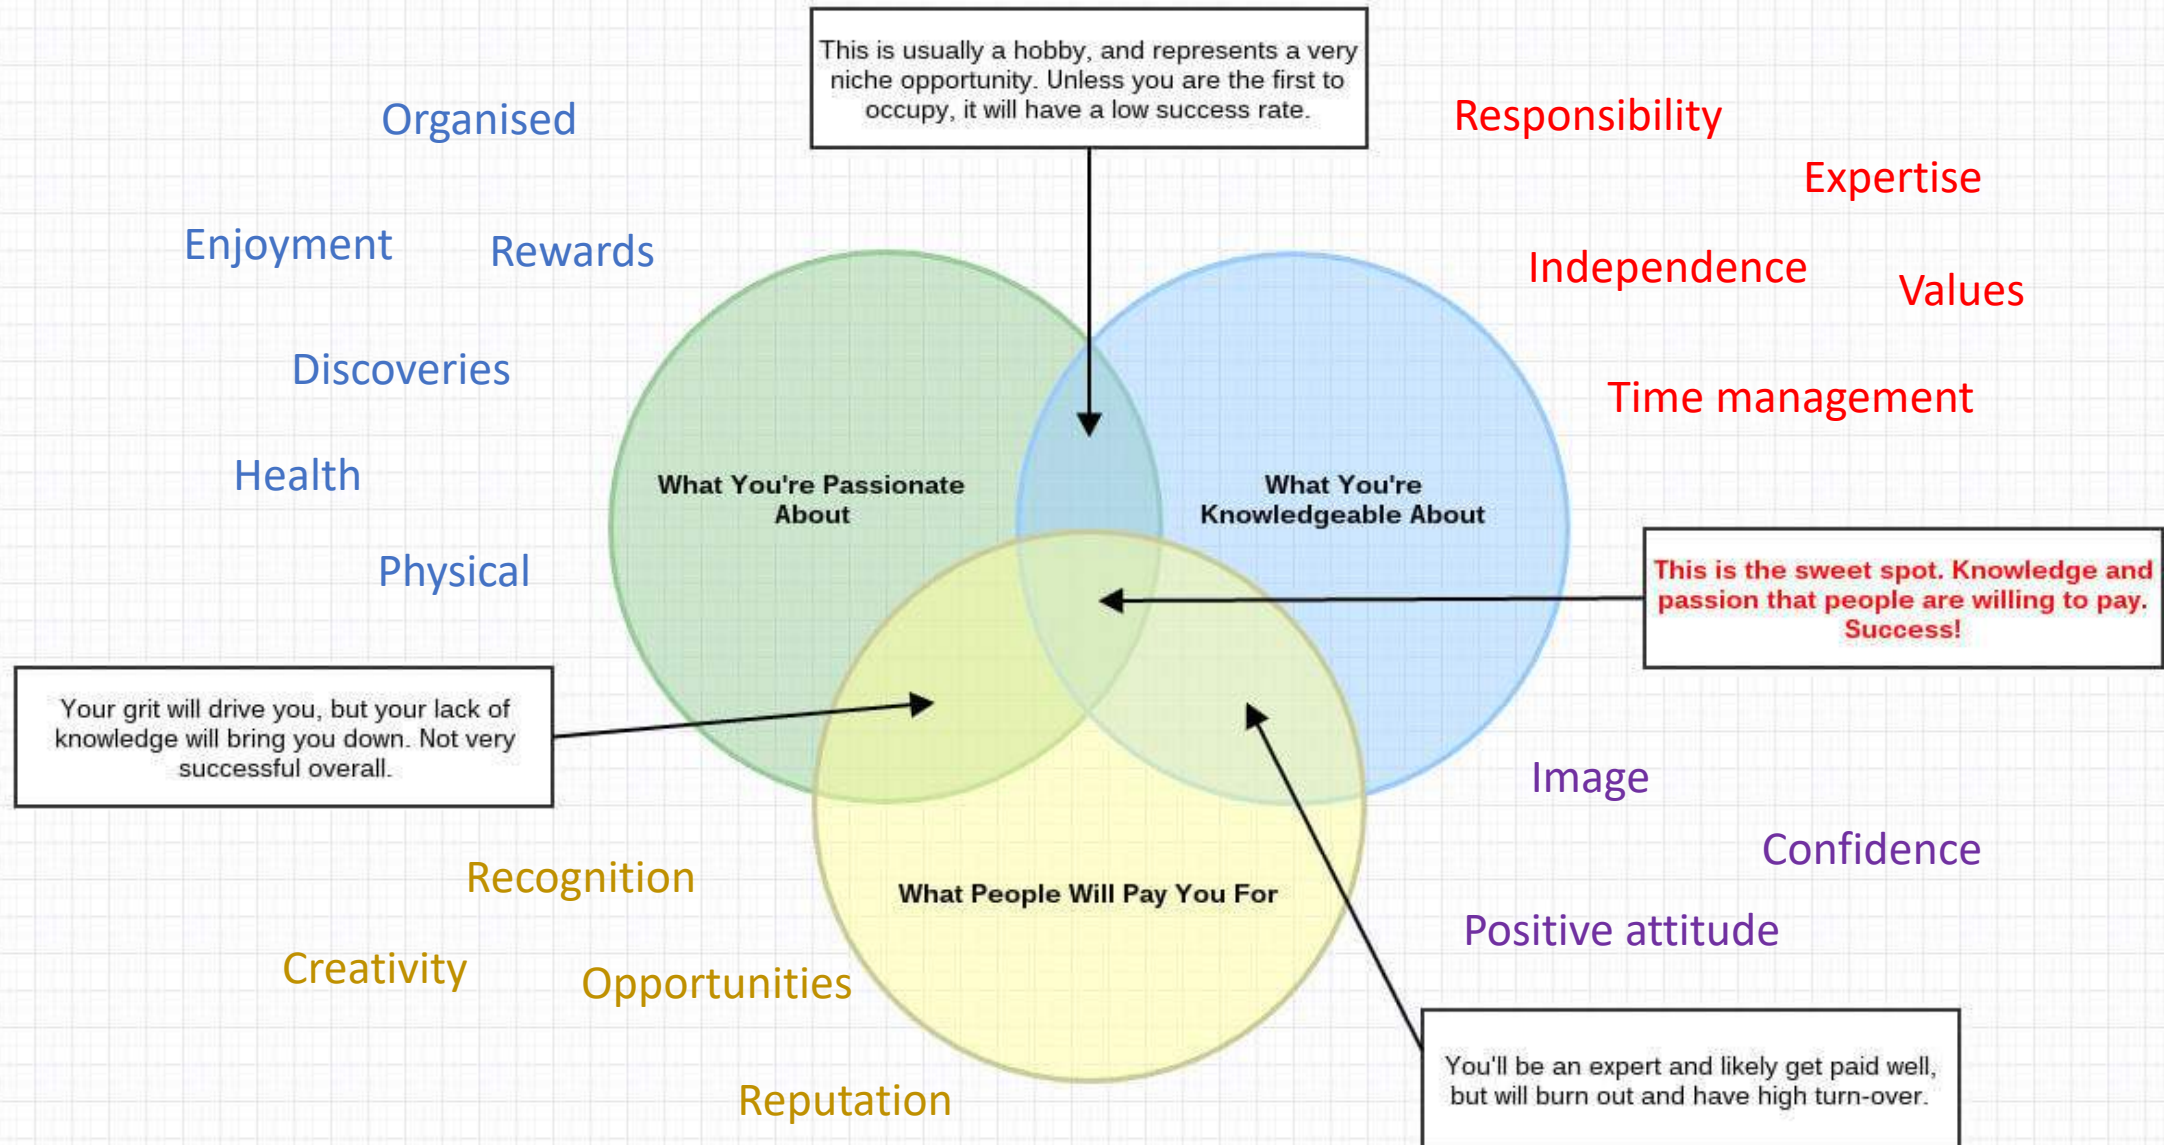 This is usually a hobby, and represents a very
niche opportunity. Unless you are the first to
occupy, it will have a low success rate.
Organised
Responsibility
Expertise
Enjoyment
Rewards
Independence
Values
Discoveries
Time management
Health
What You're Passionate
About
What You're
Knowledgeable About
Physical
This is the sweet spot. Knowledge and
passion that people are willing to pay.
Success!
Your grit will drive you, but your lack of
knowledge will bring you down. Not very
successful overall.
Image
Confidence
Recognition
What People Will Pay You For
Positive attitude
Creativity
Opportunities
You'll be an expert and likely get paid well,
but will burn out and have high turn-over.
Reputation